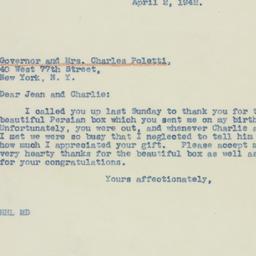 April 2, 1942.
Governor and Mrs. Charles Poletti,
40 West 77th Street,
New York, N. Y.
Dear Jean and Charlie:
I called you up last Sunday to thank you for
beautiful Persian box which you sent me on my birth
Unfortunately, you were out, and whenever Charlie
I met we were so busy that I neglected to tell him
how much I appreciated your gift. Please accept m
very hearty thanks for the beautiful box as well as
for your congratulations.
Yours affectionately,
HHL MD